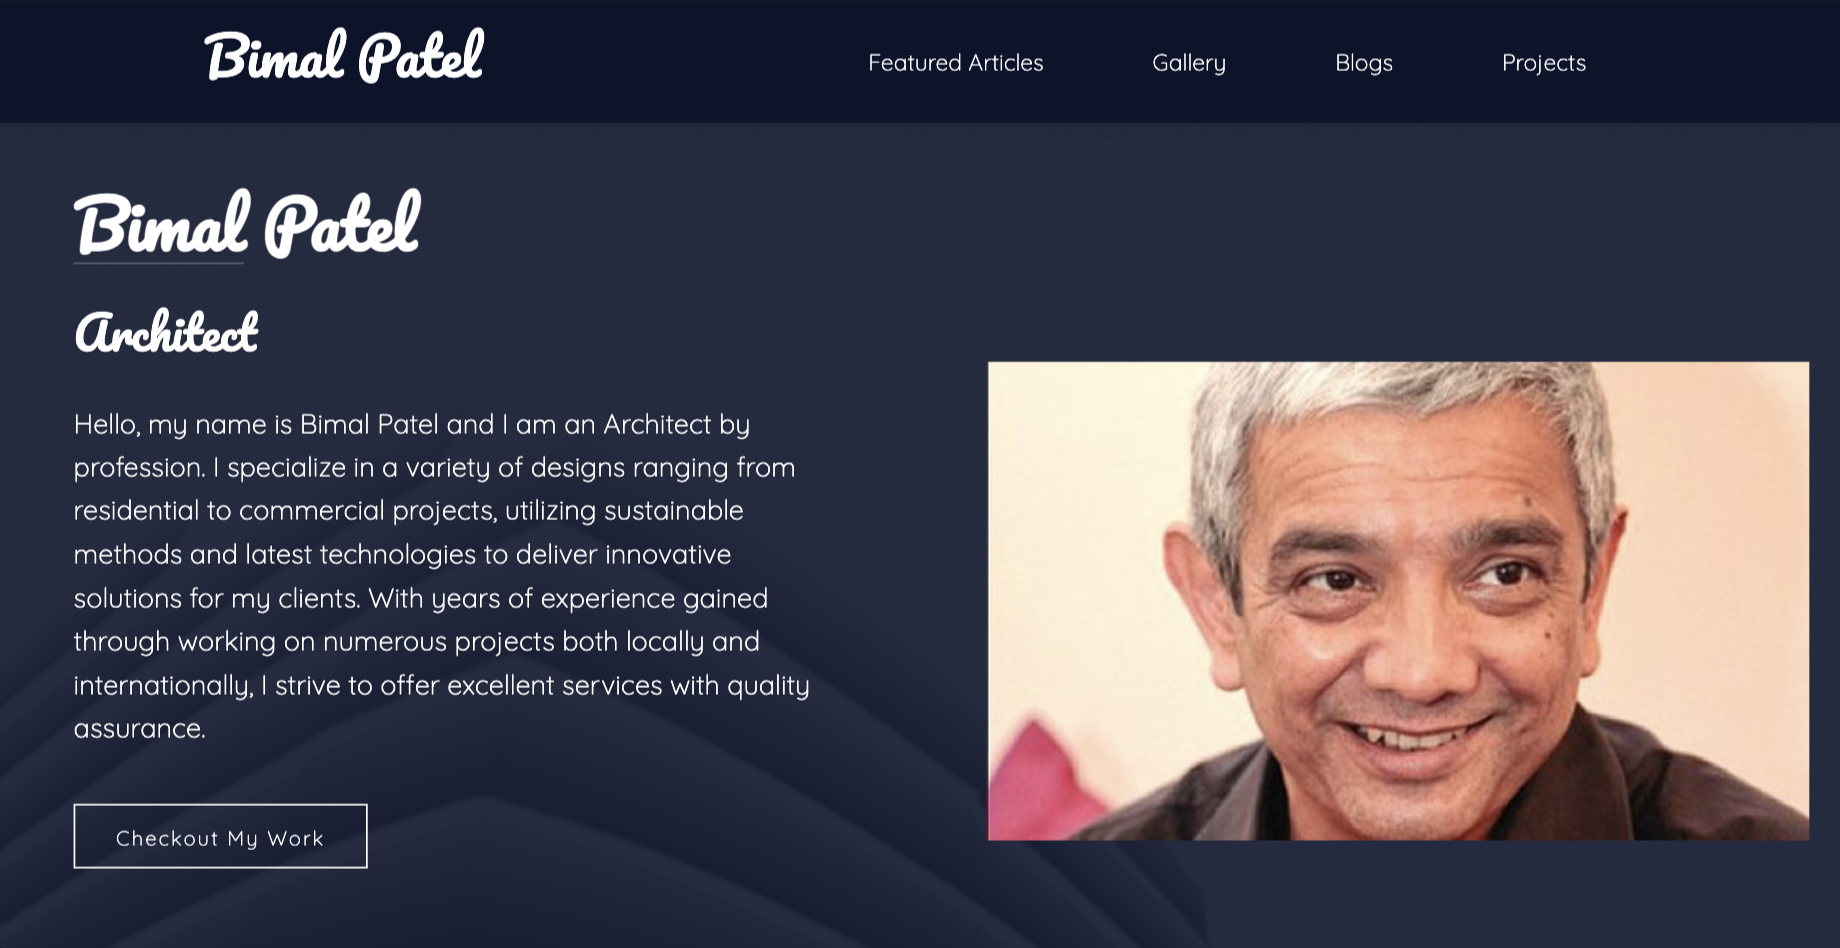 Bimal Patel
Featured Articles
Gallery
Blogs
Projects
Bimal Patel
Architect
Hello, my name is Bimal Patel and I am an Architect by
profession. I specialize in a variety of designs ranging from
residential to commercial projects, utilizing sustainable
methods and latest technologies to deliver innovative
solutions for my clients. With years of experience gained
through working on numerous projects both locally and
internationally, I strive to offer excellent services with quality
assurance.
Checkout My Work